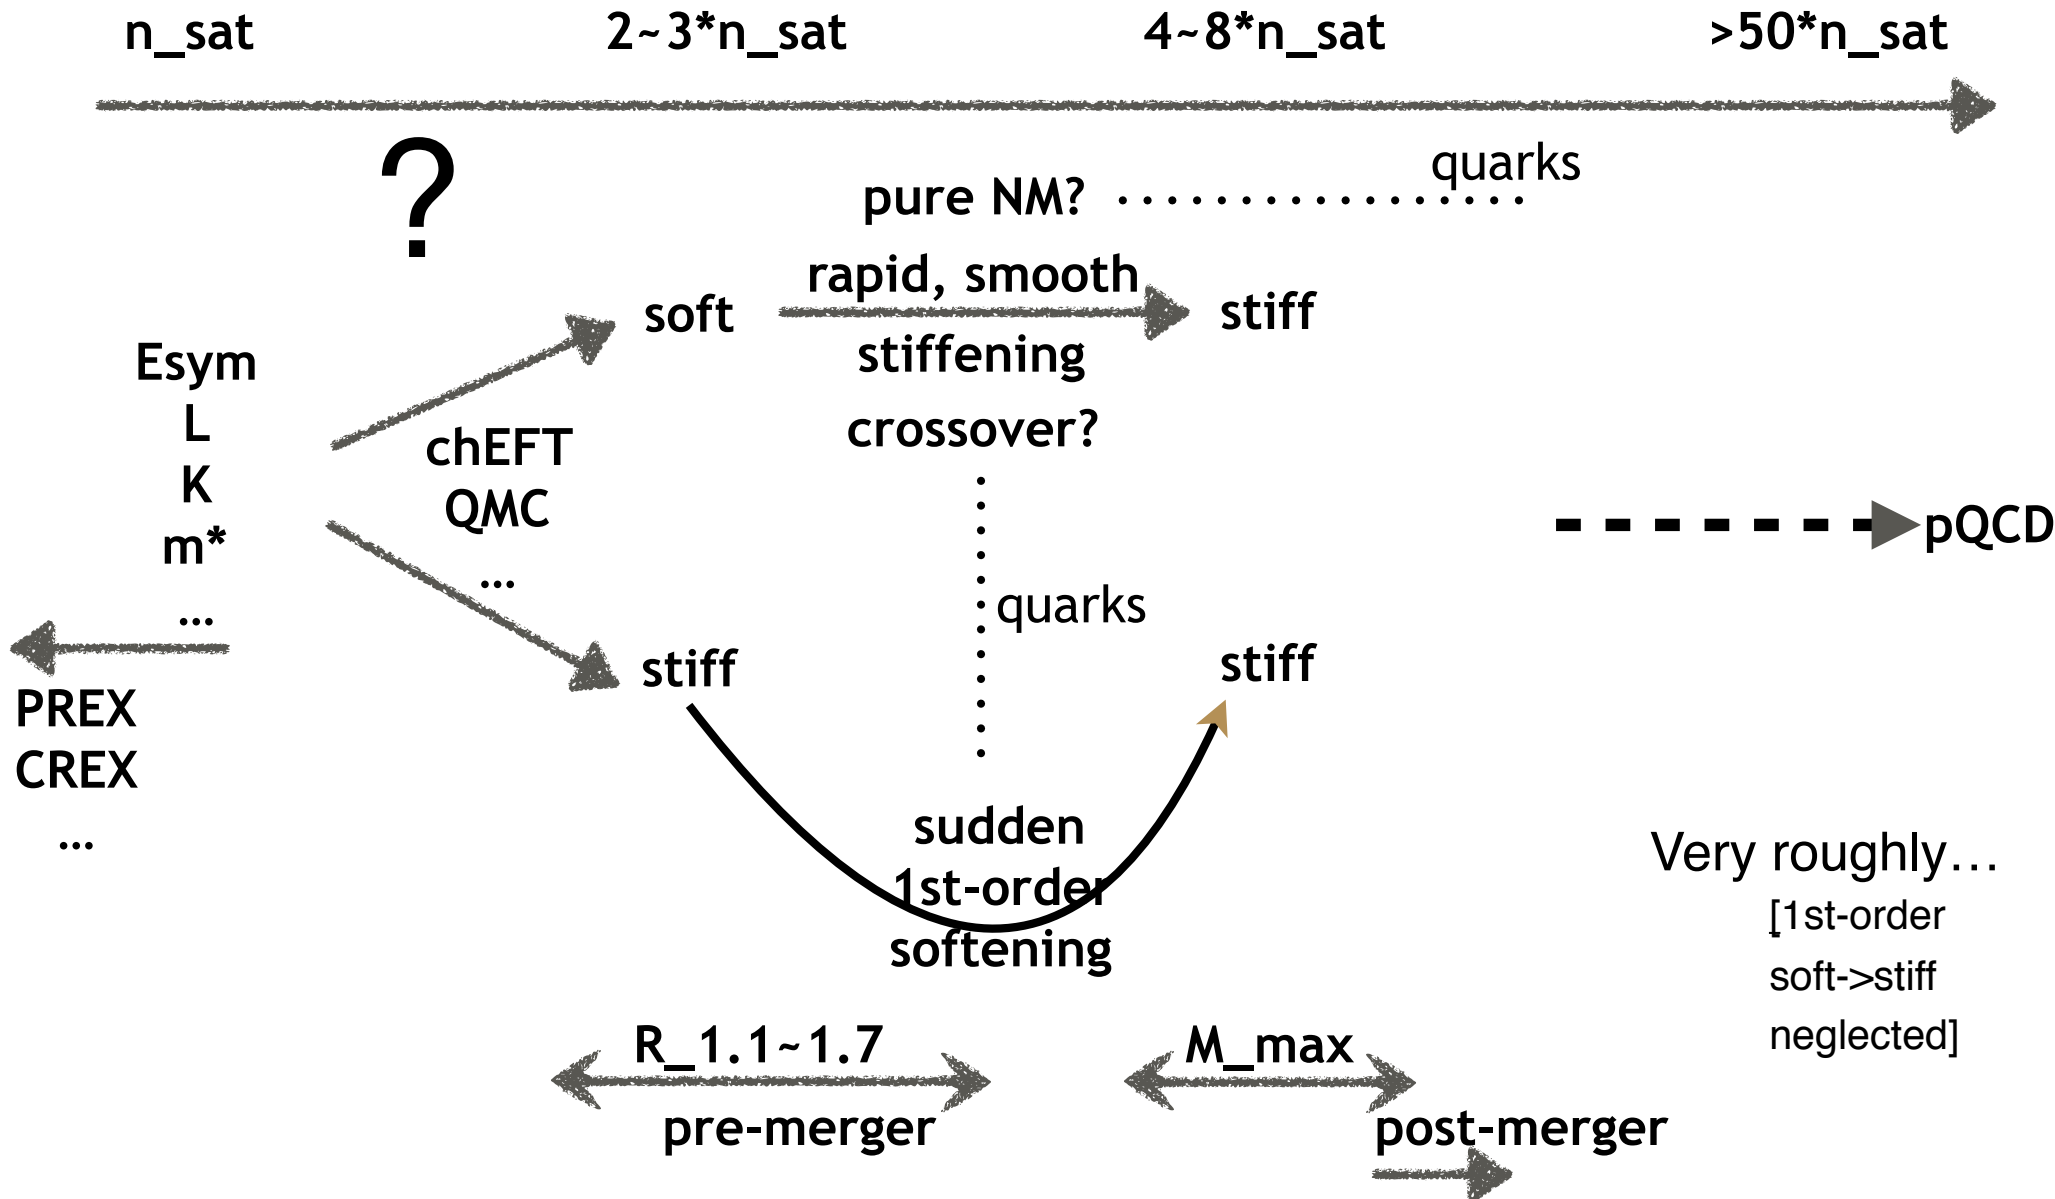 n_sat
2~3*n_sat
4~8*n_sat
>50*n_sat
?
quarks
pure NM?
rapid, smooth
soft
stiff
stiffening
Esym
L
K
m*
...
crossover?
chEFT
QMC
...
pQCD
quarks
stiff
stiff
PREX
CREX
...
sudden
1st-order
softening
Very roughly…
[1st-order
soft->stiff
neglected]
R_1.1~1.7
M_max
pre-merger
post-merger